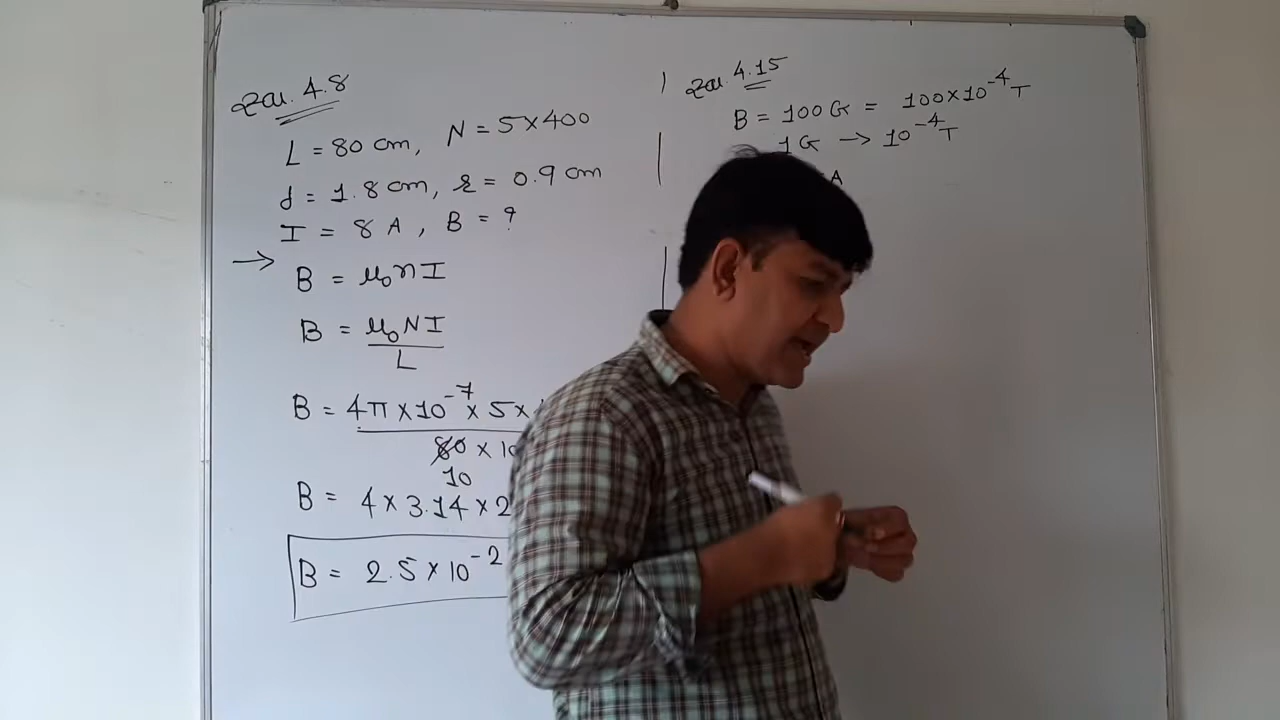 Qu. 4.8
L = 80 cm, N = 5×400
d = 1.8 cm, r = 0.9 cm
I = 8 A, B = ?
→ B = μ₀nI
B = μ₀NI
L
B = 4π×10⁻⁷×5×
80 × 10
10
B = 4×3.14×2
B = 2.5×10⁻²
Qu. 4.15
B = 100 G = 100×10⁻⁴ T
1 G → 10⁻⁴ T
A